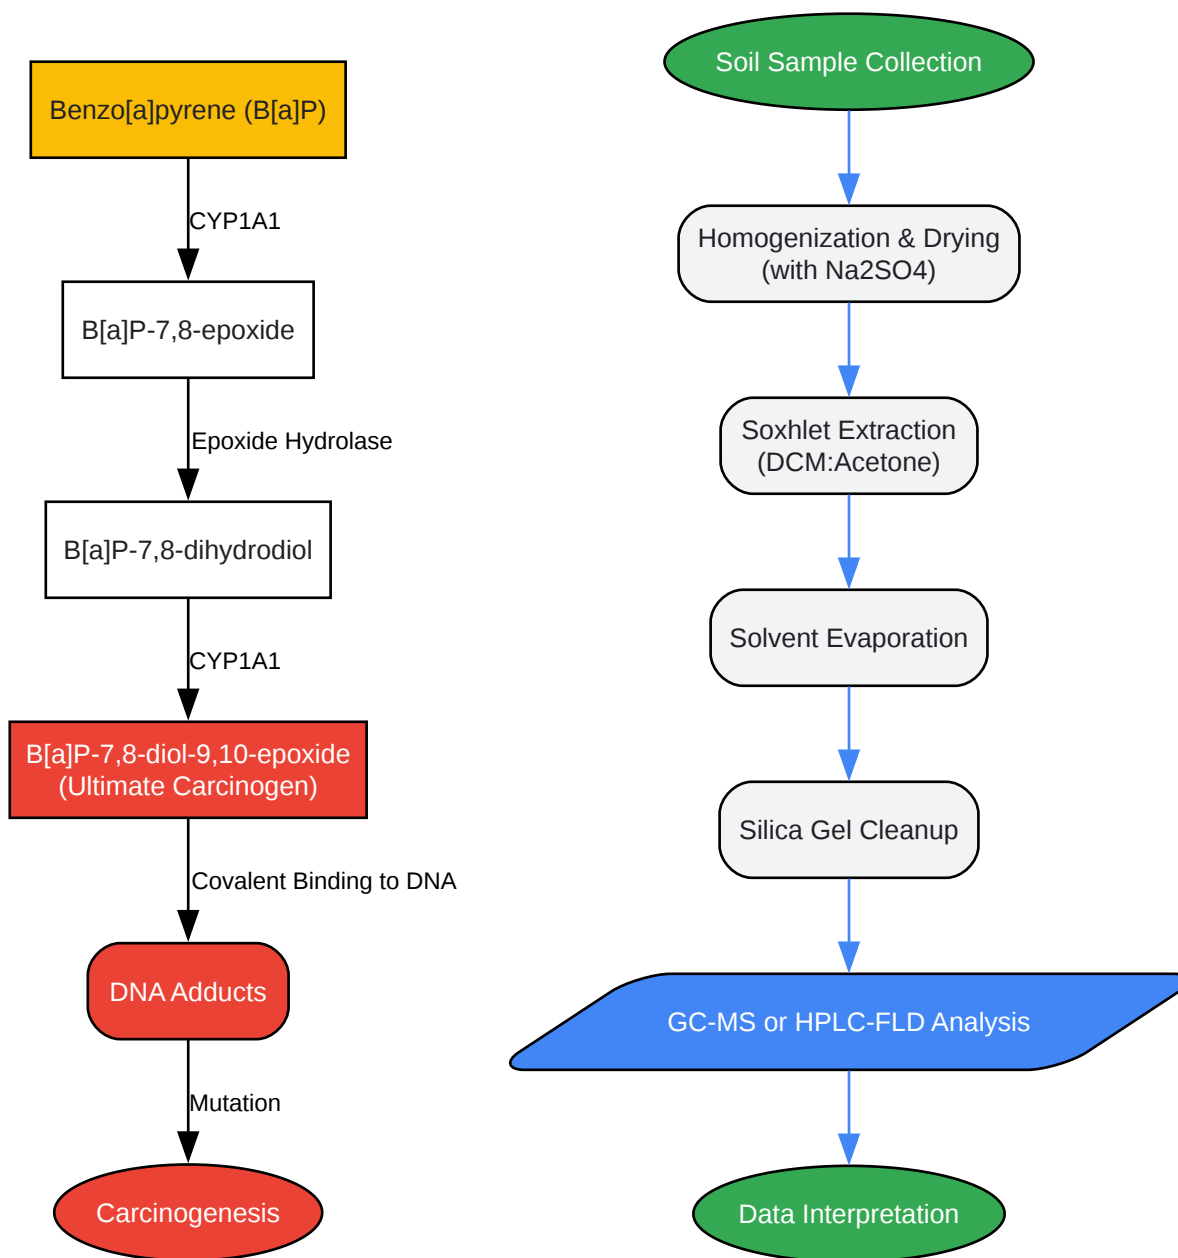 Benzo[a]pyrene (B[a]P)
CYP1A1
B[a]P-7,8-epoxide
Epoxide Hydrolase
B[a]P-7,8-dihydrodiol
CYP1A1
B[a]P-7,8-diol-9,10-epoxide
(Ultimate Carcinogen)
Covalent Binding to DNA
DNA Adducts
Mutation
Carcinogenesis
Soil Sample Collection
Homogenization & Drying
(with Na2SO4)
Soxhlet Extraction
(DCM:Acetone)
Solvent Evaporation
Silica Gel Cleanup
GC-MS or HPLC-FLD Analysis
Data Interpretation